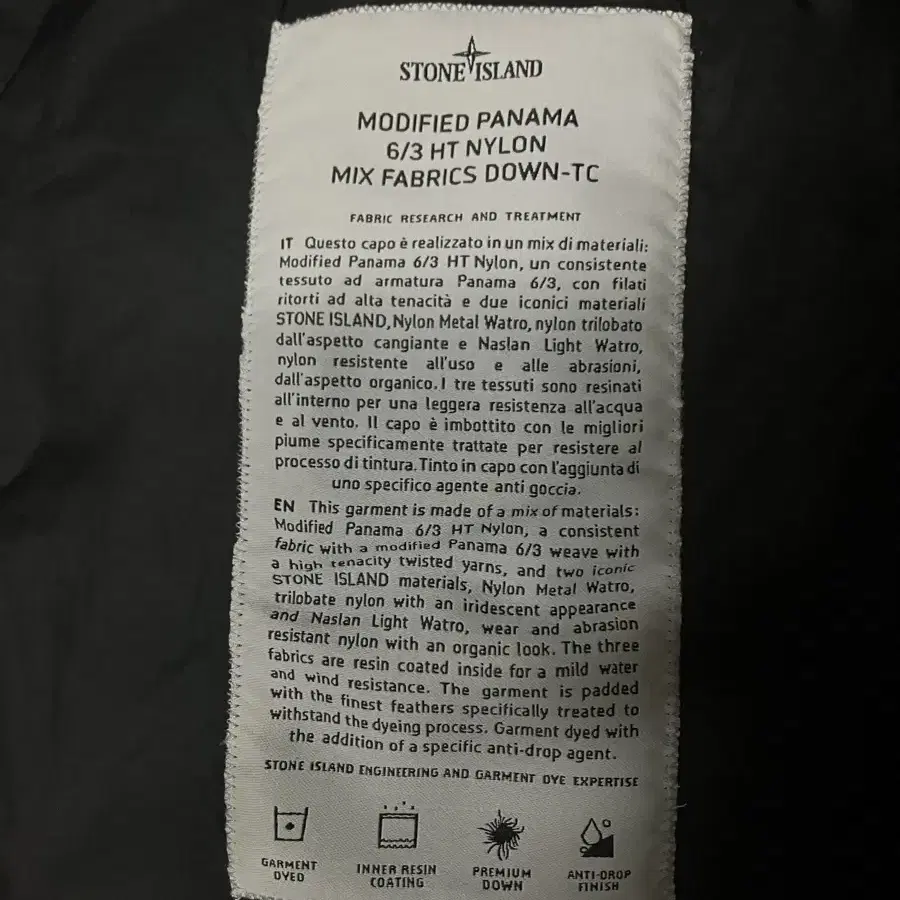 STONE ISLAND
MODIFIED PANAMA
6/3 HT NYLON
MIX FABRICS DOWN-TC
FABRIC RESEARCH AND TREATMENT
IT Questo capo è realizzato in un mix di materiali:
Modified Panama 6/3 HT Nylon, un consistente
tessuto ad armatura Panama 6/3, con filati
ritorti ad alta tenacità e due iconici materiali
STONE ISLAND, Nylon Metal Watro, nylon trilobato
dall'aspetto cangiante e Naslan Light Watro,
nylon resistente all'uso e alle abrasioni,
dall'aspetto organico. I tre tessuti sono resinati
all'interno per una leggera resistenza all'acqua
e al vento. Il capo è imbottito con le migliori
piume specificamente trattate per resistere al
processo di tintura. Tinto in capo con l'aggiunta di
uno specifico agente anti goccia.
EN This garment is made of a mix of materials:
Modified Panama 6/3 HT Nylon, a consistent
fabric with a modified Panama 6/3 weave with
a high tenacity twisted yarns, and two iconic
STONE ISLAND materials, Nylon Metal Watro,
trilobate nylon with an iridescent appearance
and Naslan Light Watro, wear and abrasion
resistant nylon with an organic look. The three
fabrics are resin coated inside for a mild water
and wind resistance. The garment is padded
with the finest feathers specifically treated to
withstand the dyeing process. Garment dyed with
the addition of a specific anti-drop agent.
STONE ISLAND ENGINEERING AND GARMENT DYE EXPERTISE
GARMENT DYED
INNER RESIN COATING
PREMIUM DOWN
ANTI-DROP FINISH